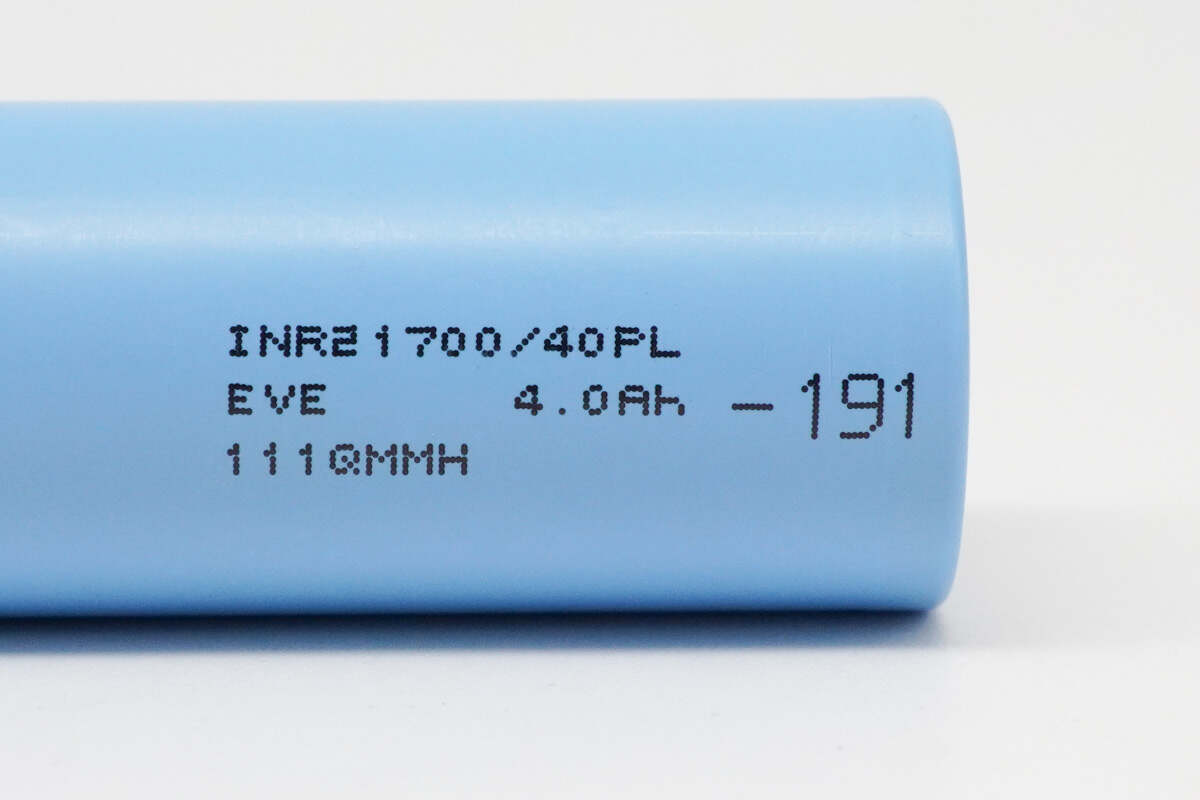 INR21700/40PL
EVE 4.0Ah -191
1110MMH